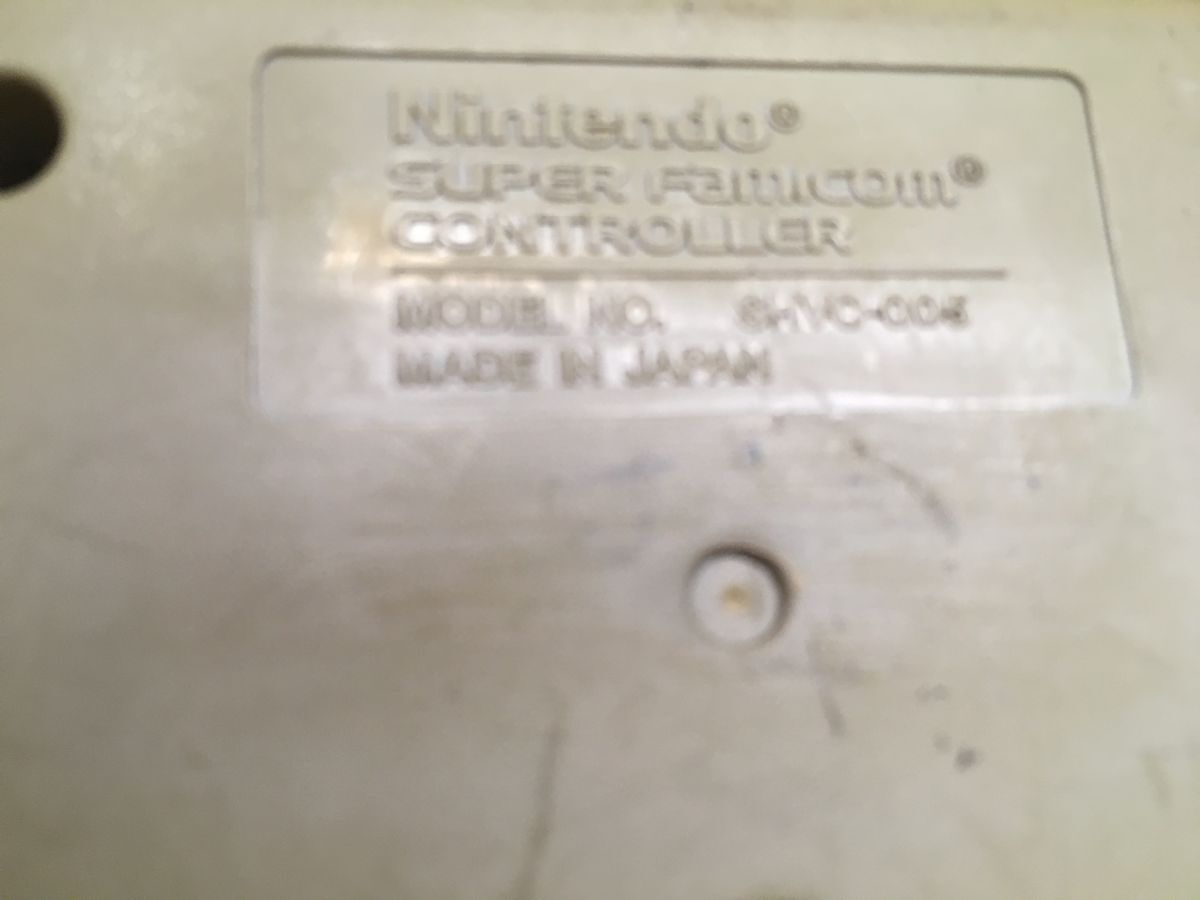 Nintendo®
SUPER Famicom®
CONTROLLER
MODEL NO. SHVC-005
MADE IN JAPAN